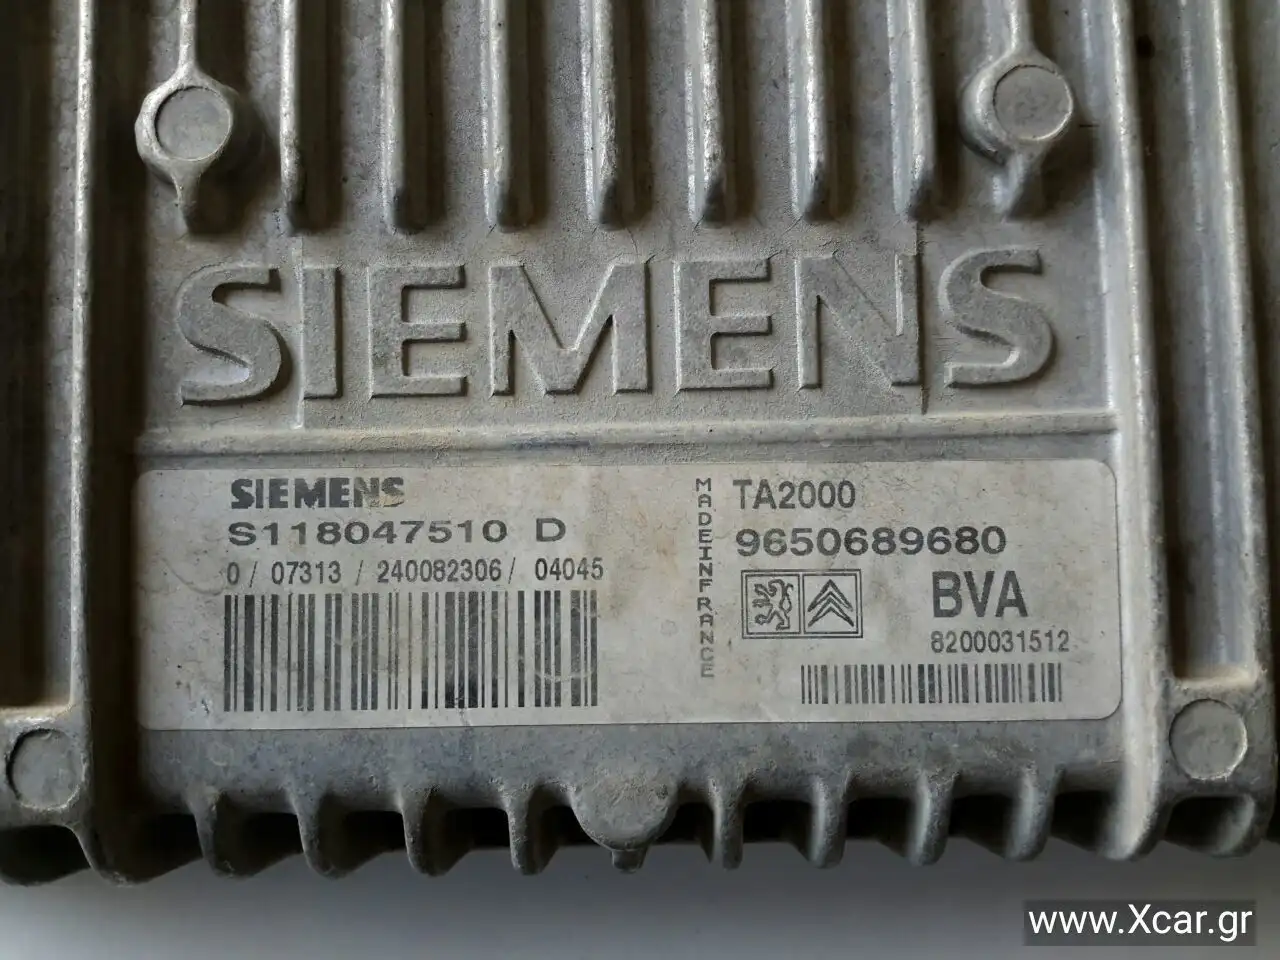 SIEMENS
SIEMENS
S118047510 D
0 / 07313 / 240082306 / 04045
MADEINFRANCE
TA2000
9650689680
BVA
8200031512
www.Xcar.gr